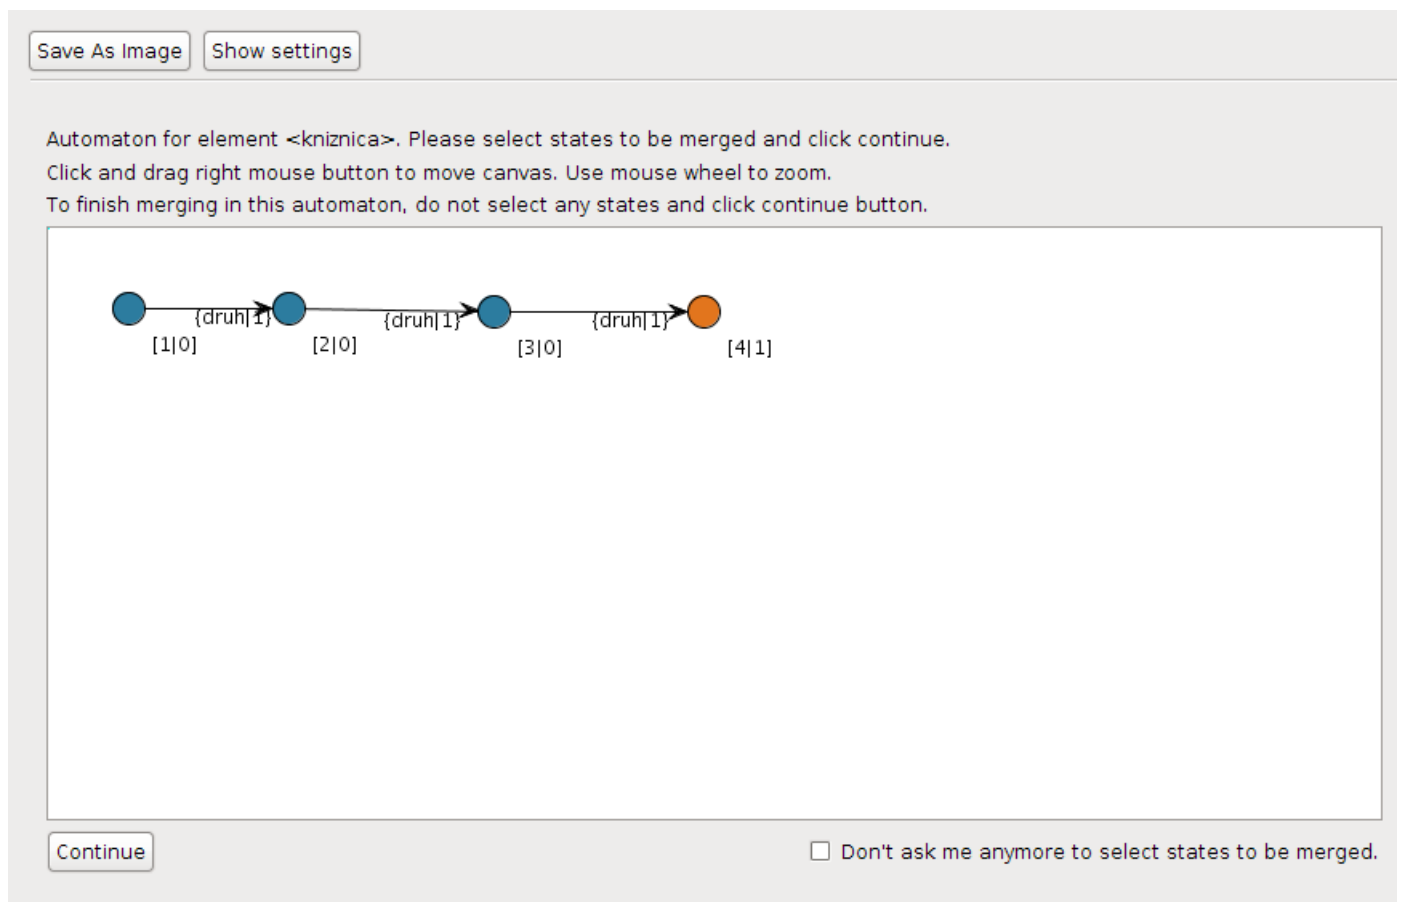 Save As Image Show settings
Automaton for element <kniznica>. Please select states to be merged and click continue.
Click and drag right mouse button to move canvas. Use mouse wheel to zoom.
To finish merging in this automaton, do not select any states and click continue button.
{druh|1} {druh|1} {druh|1}
[1|0] [2|0] [3|0] [4|1]
Continue Don't ask me anymore to select states to be merged.